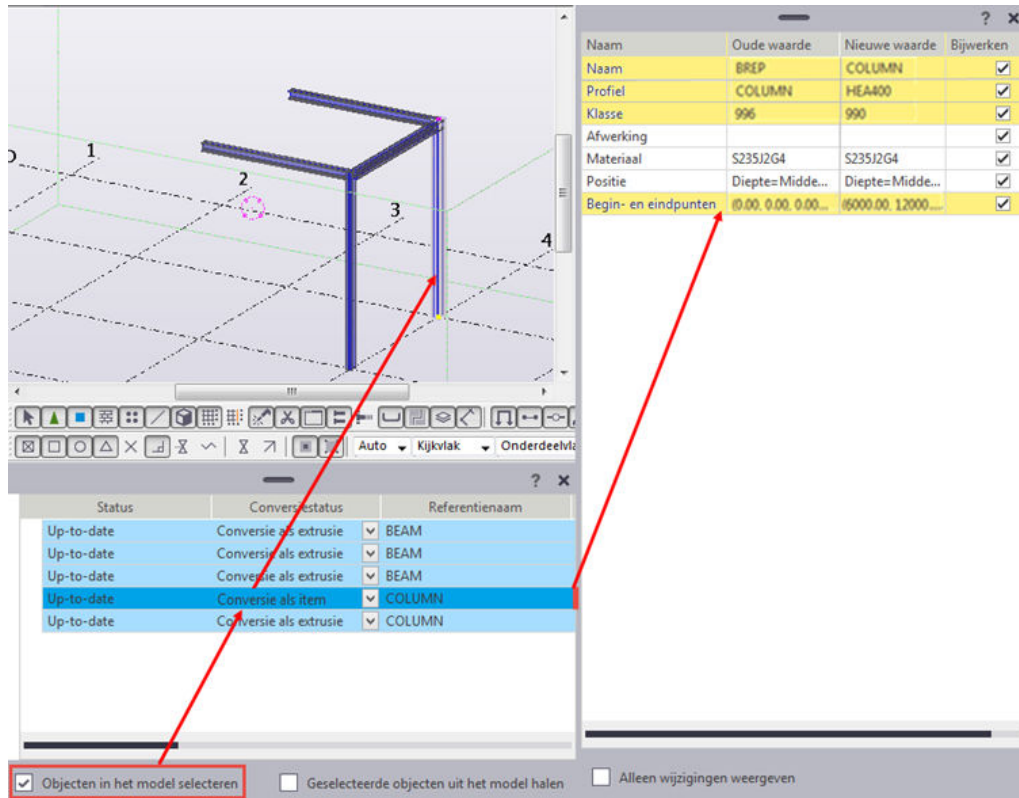 1
2
3
4
? ×
Naam Oude waarde Nieuwe waarde Bijwerken
Naam BREP COLUMN
Profiel COLUMN HEA400
Klasse 996 990
Afwerking
Materiaal S235J2G4 S235J2G4
Positie Diepte=Midde... Diepte=Midde...
Begin- en eindpunten (0.00, 0.00, 0.00... (6000.00, 12000....
Auto Kijkvlak Onderdeelvla
? ×
Status Conversiestatus Referentienaam
Up-to-date Conversie als extrusie BEAM
Up-to-date Conversie als extrusie BEAM
Up-to-date Conversie als extrusie BEAM
Up-to-date Conversie als item COLUMN
Up-to-date Conversie als extrusie COLUMN
Objecten in het model selecteren Geselecteerde objecten uit het model halen Alleen wijzigingen weergeven